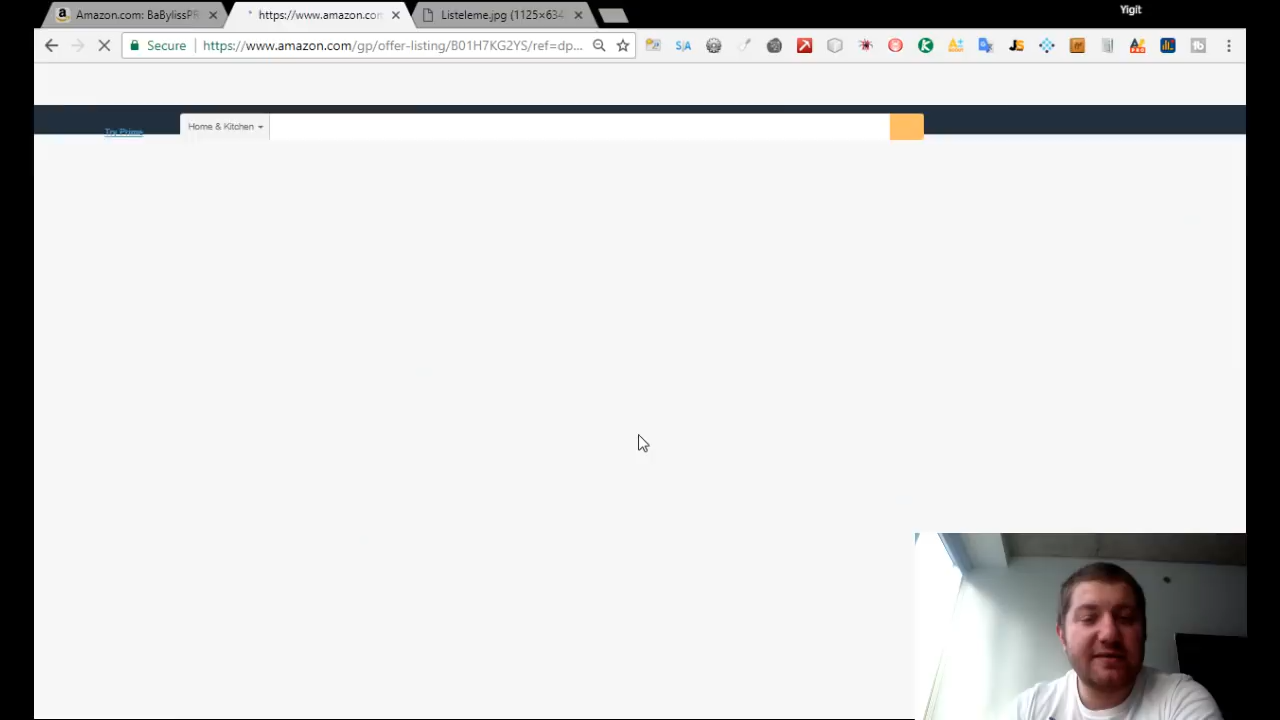 Yigit
Amazon.com: BaBylissPR
https://www.amazon.com
Listeleme.jpg (1125×634
Secure
https://www.amazon.com/gp/offer-listing/B01H7KG2YS/ref=dp...
Try Prime
Home & Kitchen